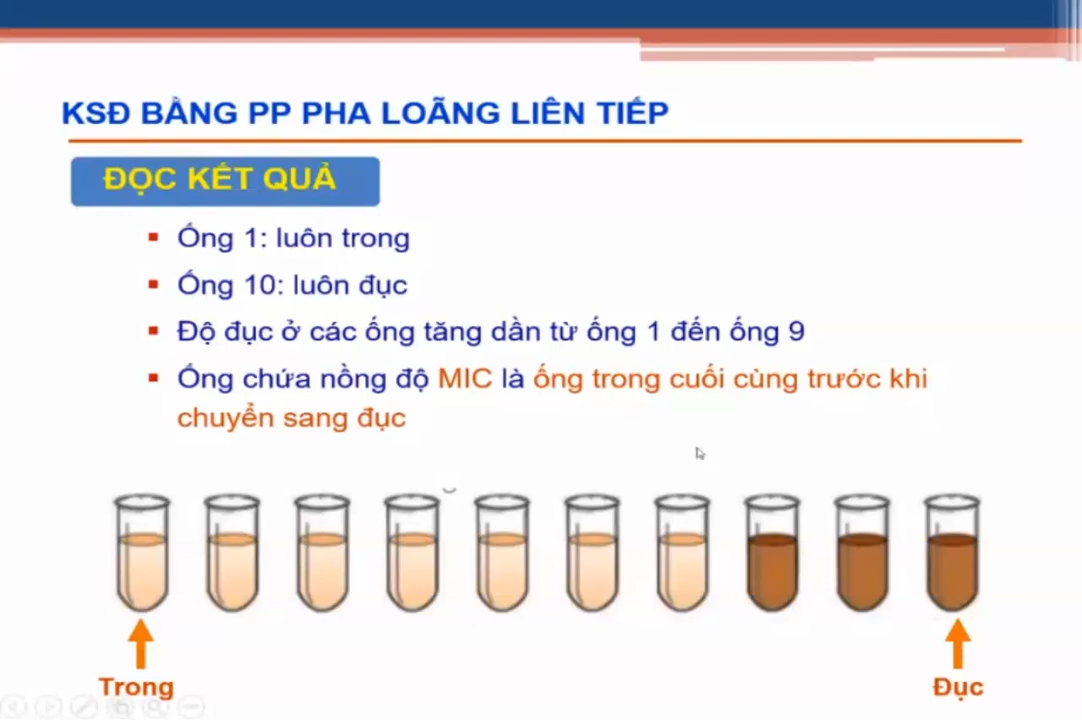 KSĐ BẰNG PP PHA LOÃNG LIÊN TIẾP
ĐỌC KẾT QUẢ
Ống 1: luôn trong
Ống 10: luôn đục
Độ đục ở các ống tăng dần từ ống 1 đến ống 9
Ống chứa nồng độ MIC là ống trong cuối cùng trước khi
chuyển sang đục
Trong
Đục